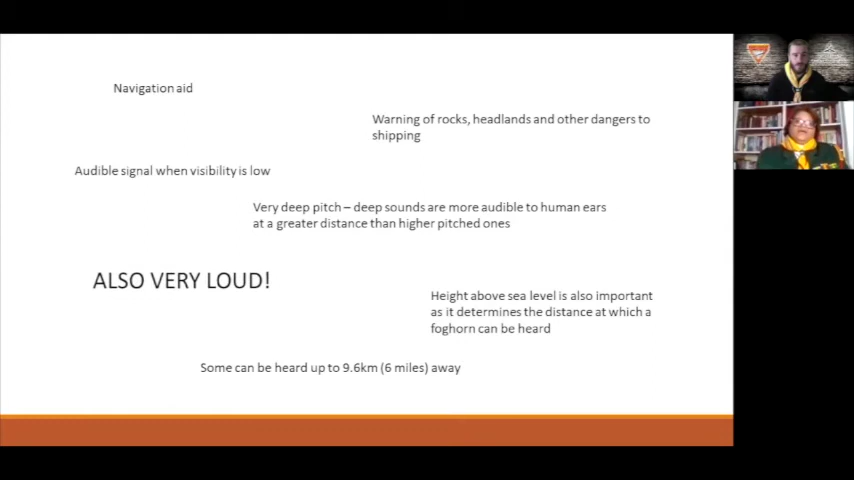 Navigation aid
Warning of rocks, headlands and other dangers to
shipping
Audible signal when visibility is low
Very deep pitch – deep sounds are more audible to human ears
at a greater distance than higher pitched ones
ALSO VERY LOUD!
Height above sea level is also important
as it determines the distance at which a
foghorn can be heard
Some can be heard up to 9.6km (6 miles) away